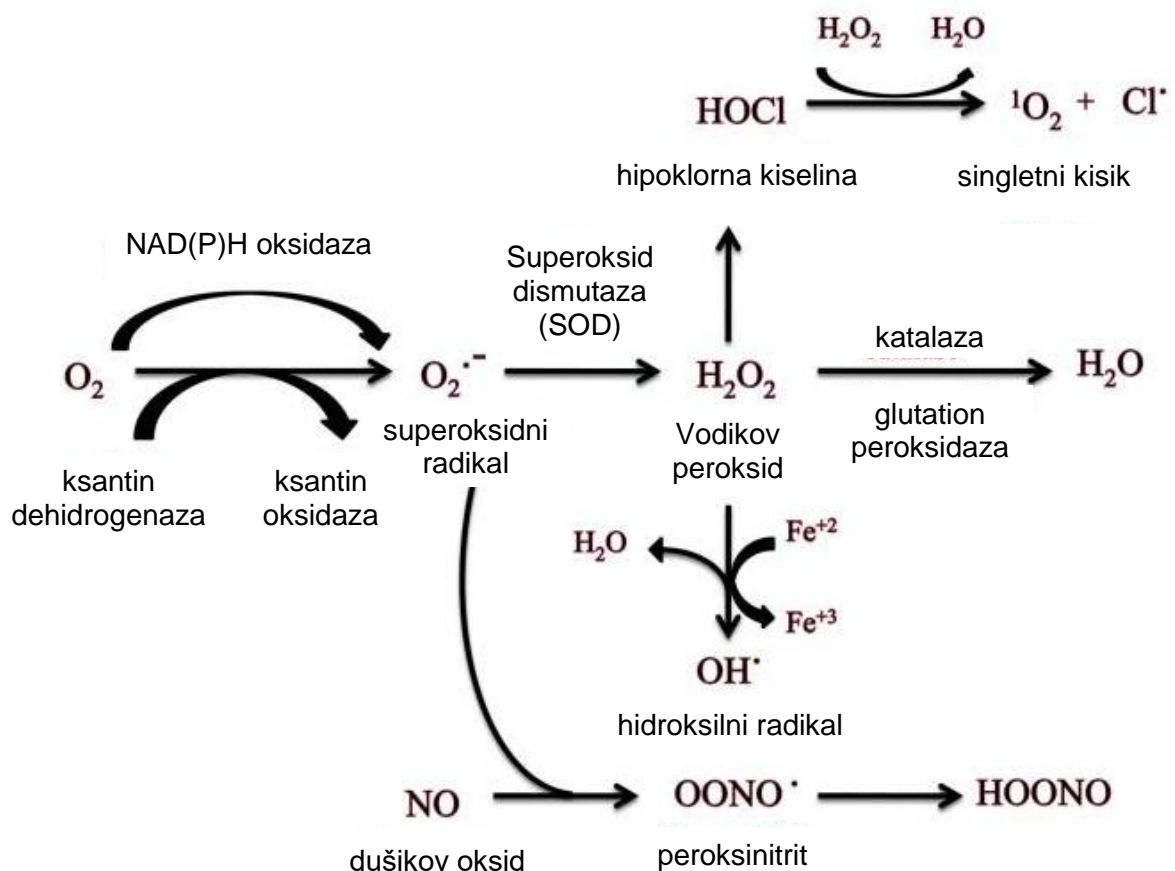 H₂O₂ H₂O
HOCl ¹O₂ + Cl·
hipoklorna kiselina singletni kisik
NAD(P)H oksidaza
Superoksid
dismutaza
(SOD)
katalaza
O₂ O₂·⁻ H₂O₂ H₂O
superoksidni
radikal
Vodikov
peroksid
glutation
peroksidaza
ksantin
dehidrogenaza
ksantin
oksidaza
H₂O Fe⁺²
Fe⁺³
OH·
hidroksilni radikal
NO OONO · HOONO
dušikov oksid peroksinitrit